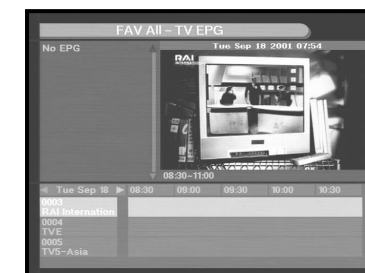 FAV All – TV EPG
No EPG
Tue Sep 18 2001 07:54
RAI
INTERNATIONAL
08:30~11:00
◀ Tue Sep 18 ▶ 08:30 09:00 09:30 10:00 10:30
0003
RAI Internation
0004
TVE
0005
TV5-Asia